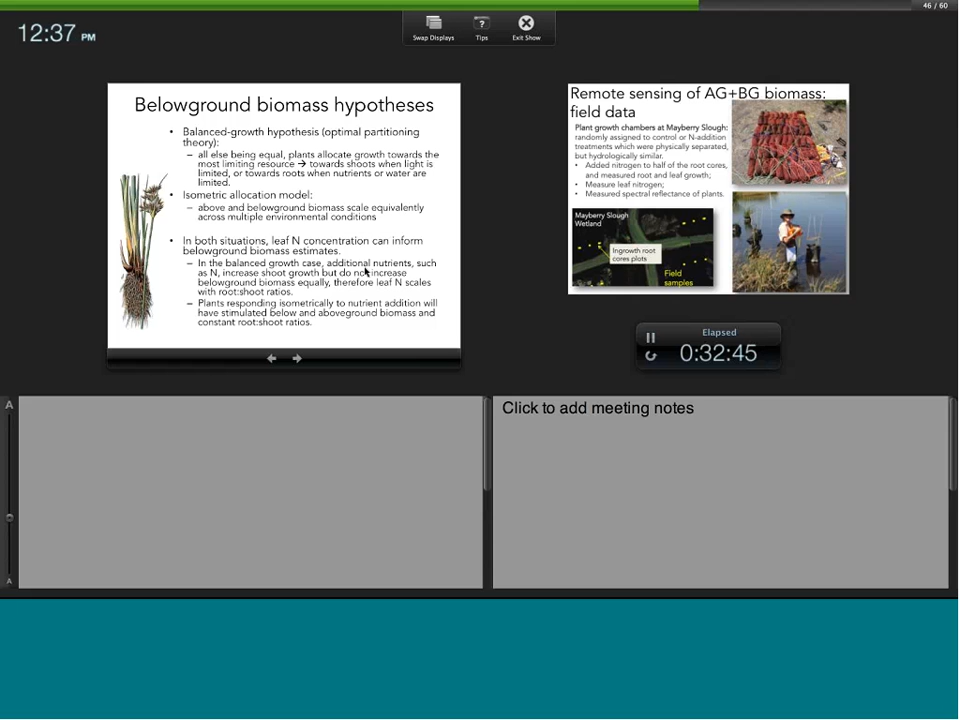 46 / 60
12:37 PM
Swap Displays
Tips
Exit Show
Belowground biomass hypotheses
• Balanced-growth hypothesis (optimal partitioning
theory):
– all else being equal, plants allocate growth towards the
most limiting resource → towards shoots when light is
limited, or towards roots when nutrients or water are
limited.
• Isometric allocation model:
– above and belowground biomass scale equivalently
across multiple environmental conditions
• In both situations, leaf N concentration can inform
belowground biomass estimates.
– In the balanced growth case, additional nutrients, such
as N, increase shoot growth but do not increase
belowground biomass equally, therefore leaf N scales
with root:shoot ratios.
– Plants responding isometrically to nutrient addition will
have stimulated below and aboveground biomass and
constant root:shoot ratios.
Remote sensing of AG+BG biomass:
field data
Plant growth chambers at Mayberry Slough:
randomly assigned to control or N-addition
treatments which were physically separated,
but hydrologically similar.
• Added nitrogen to half of the root cores,
and measured root and leaf growth;
• Measure leaf nitrogen;
• Measured spectral reflectance of plants.
Mayberry Slough
Wetland
Ingrowth root
cores plots
Field
samples
Elapsed
0:32:45
A
A
Click to add meeting notes